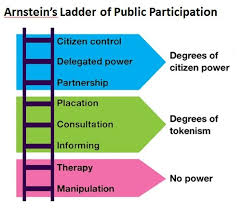 Arnstein's Ladder of Public Participation
Citizen control
Delegated power
Partnership
Degrees of
citizen power
Placation
Consultation
Informing
Degrees of
tokenism
Therapy
Manipulation
No power